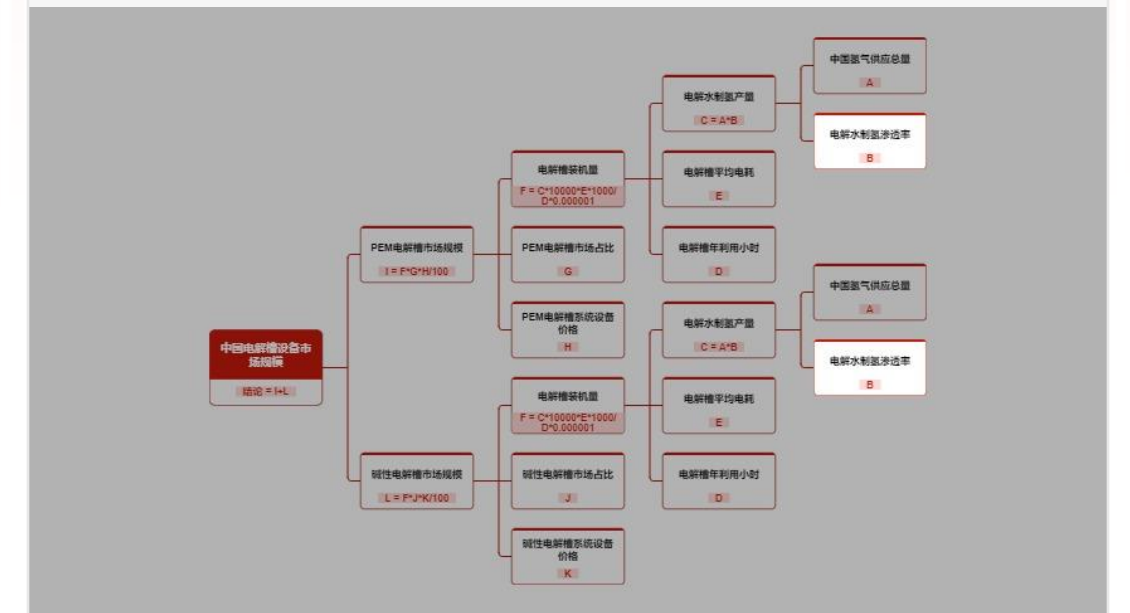 中国氢气供应总量
A
电解水制氢产量
C = A*B
电解水制氢渗透率
B
电解槽装机量
F = C*10000*E*1000/
D*0.000001
电解槽平均电耗
E
PEM电解槽市场规模
I = F*G*H/100
PEM电解槽市场占比
G
电解槽年利用小时
D
PEM电解槽系统设备
价格
H
中国电解槽设备市
场规模
结论 = I+L
中国氢气供应总量
A
电解水制氢产量
C = A*B
电解水制氢渗透率
B
电解槽装机量
F = C*10000*E*1000/
D*0.000001
电解槽平均电耗
E
碱性电解槽市场规模
L = F*J*K/100
碱性电解槽市场占比
J
电解槽年利用小时
D
碱性电解槽系统设备
价格
K